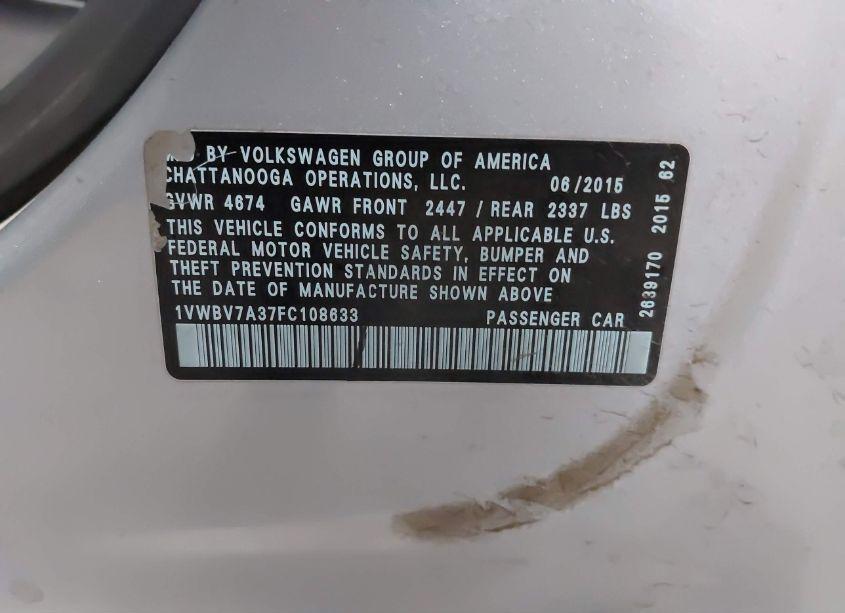 BY VOLKSWAGEN GROUP OF AMERICA
CHATTANOOGA OPERATIONS, LLC. 06/2015
GVWR 4674 GAWR FRONT 2447 / REAR 2337 LBS
THIS VEHICLE CONFORMS TO ALL APPLICABLE U.S.
FEDERAL MOTOR VEHICLE SAFETY, BUMPER AND
THEFT PREVENTION STANDARDS IN EFFECT ON
THE DATE OF MANUFACTURE SHOWN ABOVE
1VWBV7A37FC108633 PASSENGER CAR
2639170 2015 62